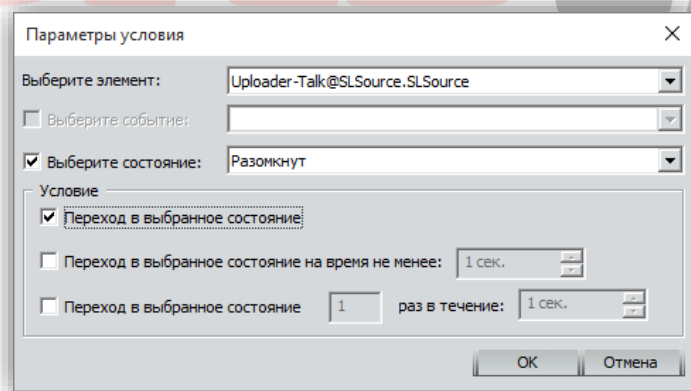 Параметры условия
Выберите элемент: Uploader-Talk@SLSource.SLSource
Выберите событие:
Выберите состояние: Разомкнут
Условие
Переход в выбранное состояние
Переход в выбранное состояние на время не менее: 1 сек.
Переход в выбранное состояние 1 раз в течение: 1 сек.
ОК Отмена